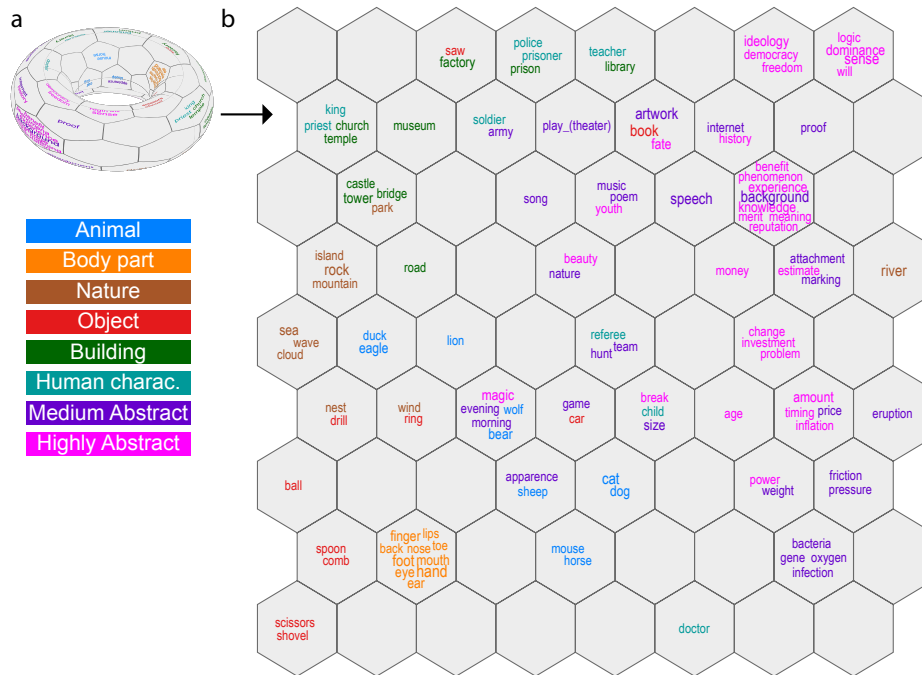 a
b
proof
Animal
Body part
Nature
Object
Building
Human charac.
Medium Abstract
Highly Abstract
saw
factory
police
prisoner
prison
teacher
library
ideology
democracy
freedom
logic
dominance
sense
will
king
priest church
temple
museum
soldier
army
play_(theater)
artwork
book
fate
internet
history
proof
castle
bridge
tower
park
song
music
poem
youth
speech
benefit
phenomenon
experience
background
knowledge
merit meaning
reputation
island
rock
mountain
road
beauty
nature
money
attachment
estimate
marking
river
sea
wave
cloud
duck
eagle
lion
referee
hunt team
change
investment
problem
nest
drill
wind
ring
magic
evening wolf
morning
bear
game
car
break
child
size
age
amount
timing price
inflation
eruption
ball
apparence
sheep
cat
dog
power
weight
friction
pressure
spoon
comb
finger lips
back nose toe
foot mouth
eye hand
ear
mouse
horse
bacteria
gene oxygen
infection
scissors
shovel
doctor